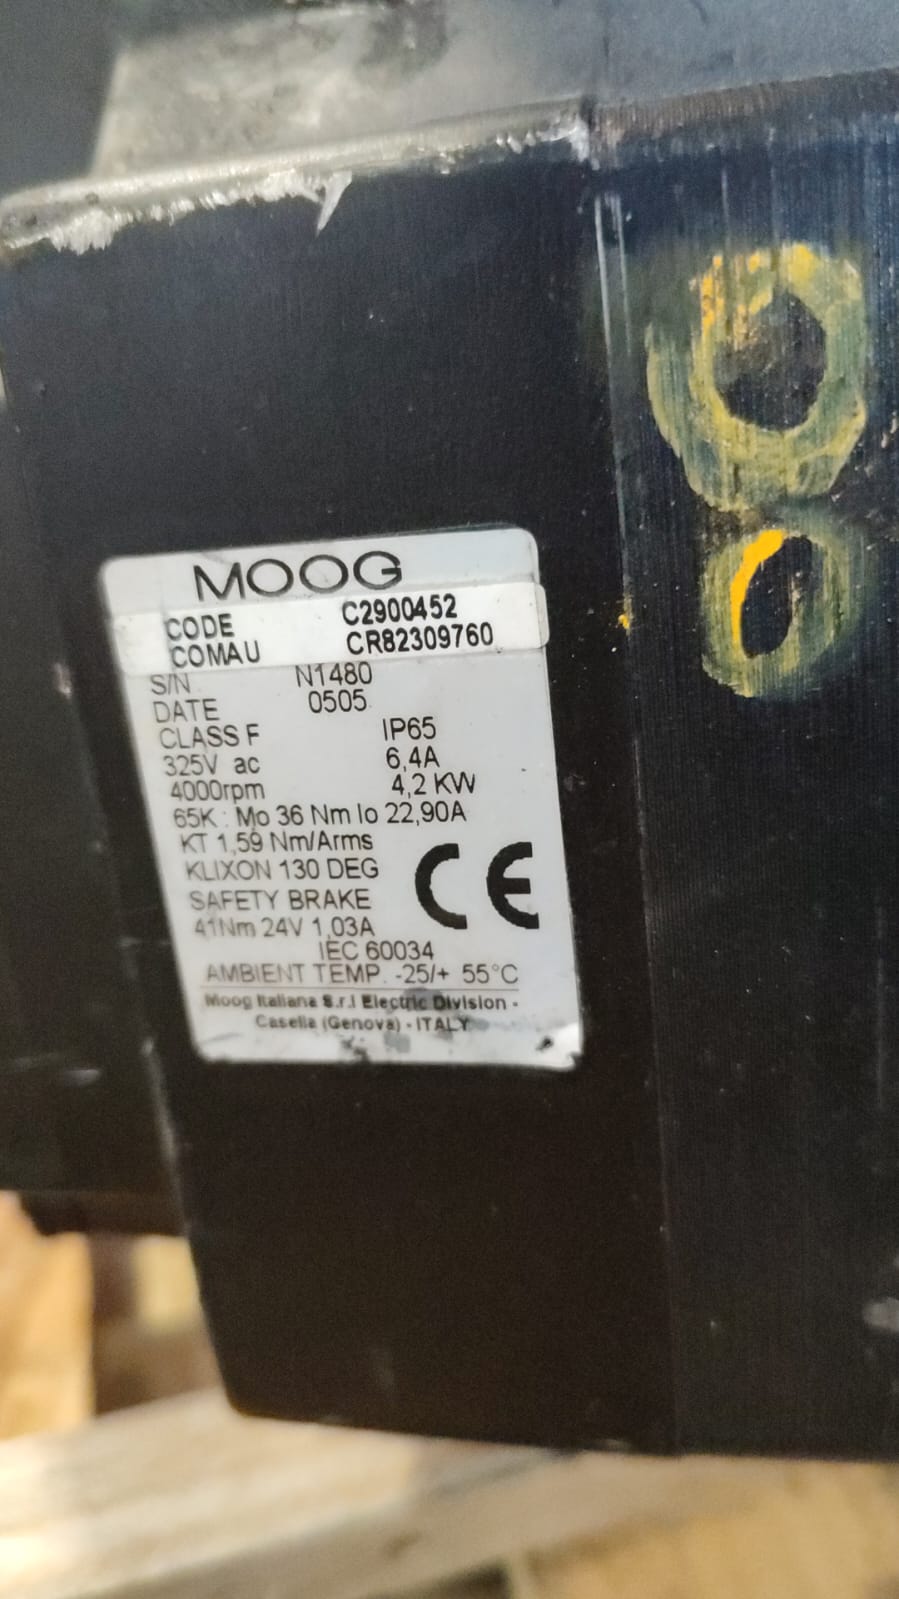 MOOG
CODE C2900452
COMAU CR82309760
S/N N1480
DATE 0505
CLASS F IP65
325V ac 6,4A
4000rpm 4,2 KW
65K : Mo 36 Nm Io 22,90A
KT 1,59 Nm/Arms
KLIXON 130 DEG
CE
SAFETY BRAKE
41Nm 24V 1,03A
IEC 60034
AMBIENT TEMP. -25/+ 55°C
Moog Italiana S.r.l Electric Division -
Casella (Genova) - ITALY